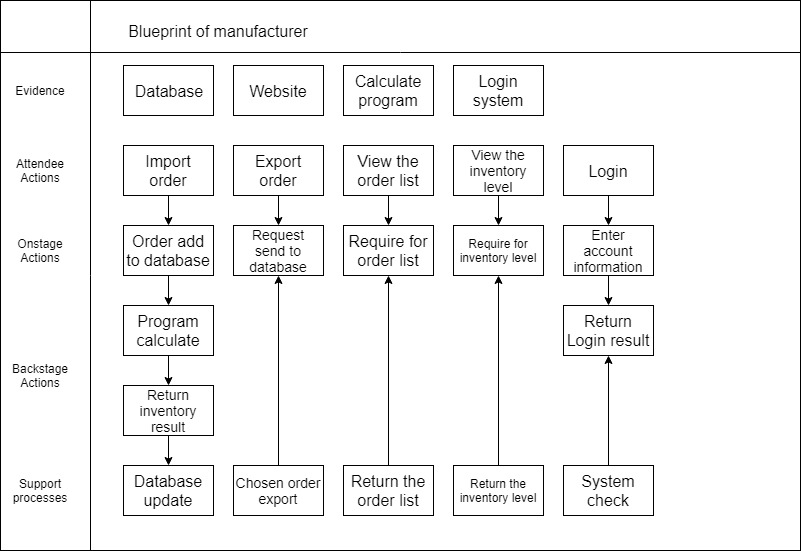 Blueprint of manufacturer
Evidence
Database
Website
Calculate
program
Login
system
Attendee
Actions
Import
order
Export
order
View the
order list
View the
inventory
level
Login
Onstage
Actions
Order add
to database
Request
send to
database
Require for
order list
Require for
inventory level
Enter
account
information
Program
calculate
Return
Login result
Backstage
Actions
Return
inventory
result
Support
processes
Database
update
Chosen order
export
Return the
order list
Return the
inventory level
System
check